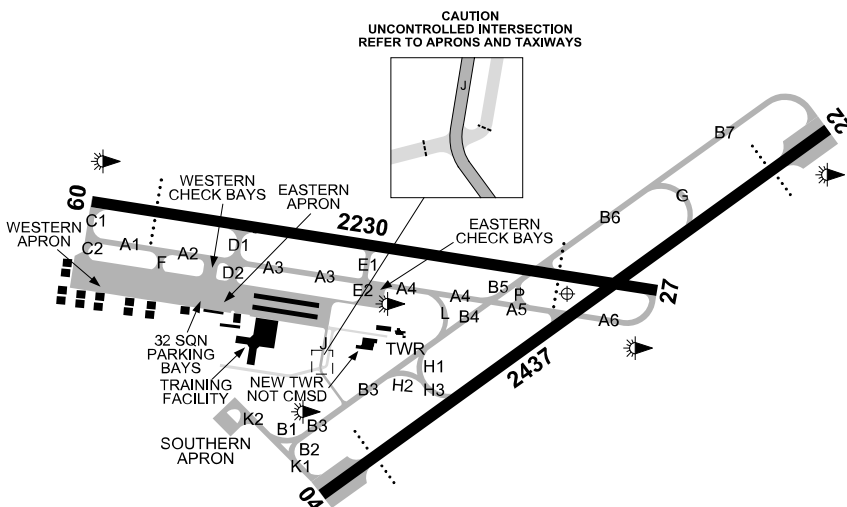 CAUTION
UNCONTROLLED INTERSECTION
REFER TO APRONS AND TAXIWAYS
J
22
B7
G
B6
09
WESTERN
CHECK BAYS
EASTERN
APRON
2230
WESTERN
APRON
C1
C2
A1
A2
F
D1
D2
A3
A3
E1
E2
EASTERN
CHECK BAYS
A4
A4
L
B4
B5
P
A5
A6
27
2437
32 SQN
PARKING
BAYS
TRAINING
FACILITY
J
NEW TWR
NOT CMSD
TWR
H1
H2
H3
B3
K2
B1
B3
B2
K1
SOUTHERN
APRON
04